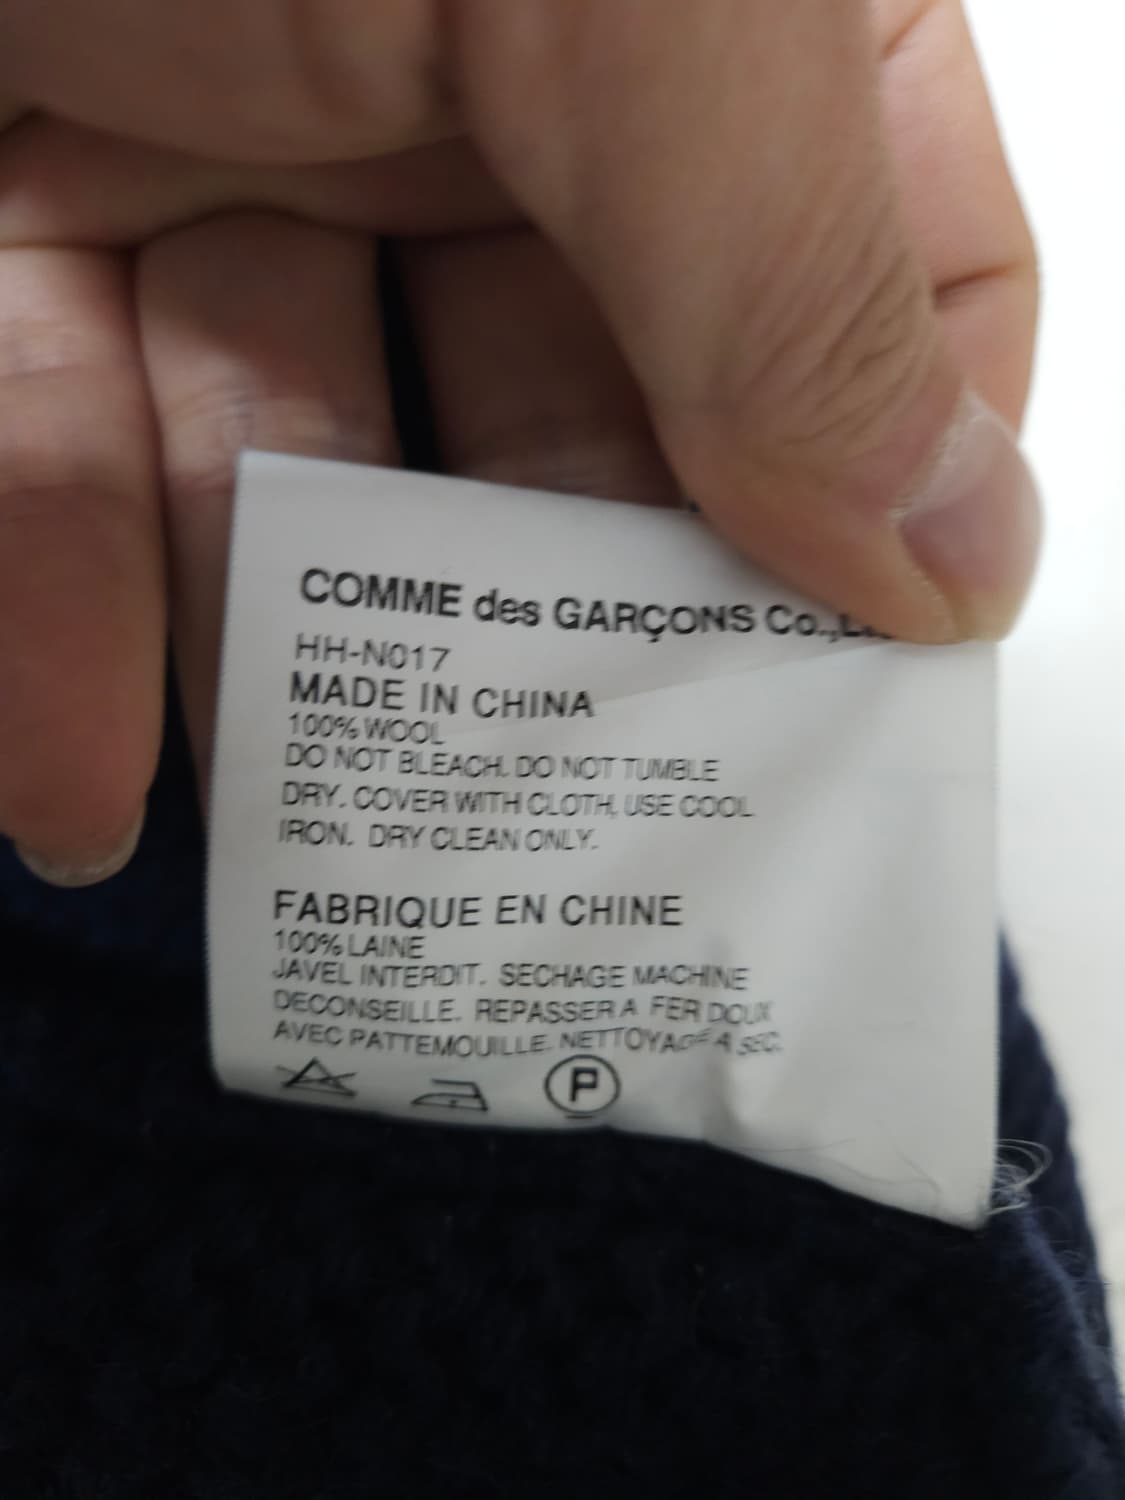 COMME des GARÇONS Co.,
HH-N017
MADE IN CHINA
100% WOOL
DO NOT BLEACH. DO NOT TUMBLE
DRY. COVER WITH CLOTH, USE COOL
IRON. DRY CLEAN ONLY.
FABRIQUE EN CHINE
100% LAINE
JAVEL INTERDIT. SECHAGE MACHINE
DECONSEILLE. REPASSER A FER DOUX
AVEC PATTEMOUILLE. NETTOYAGE A SEC.
P